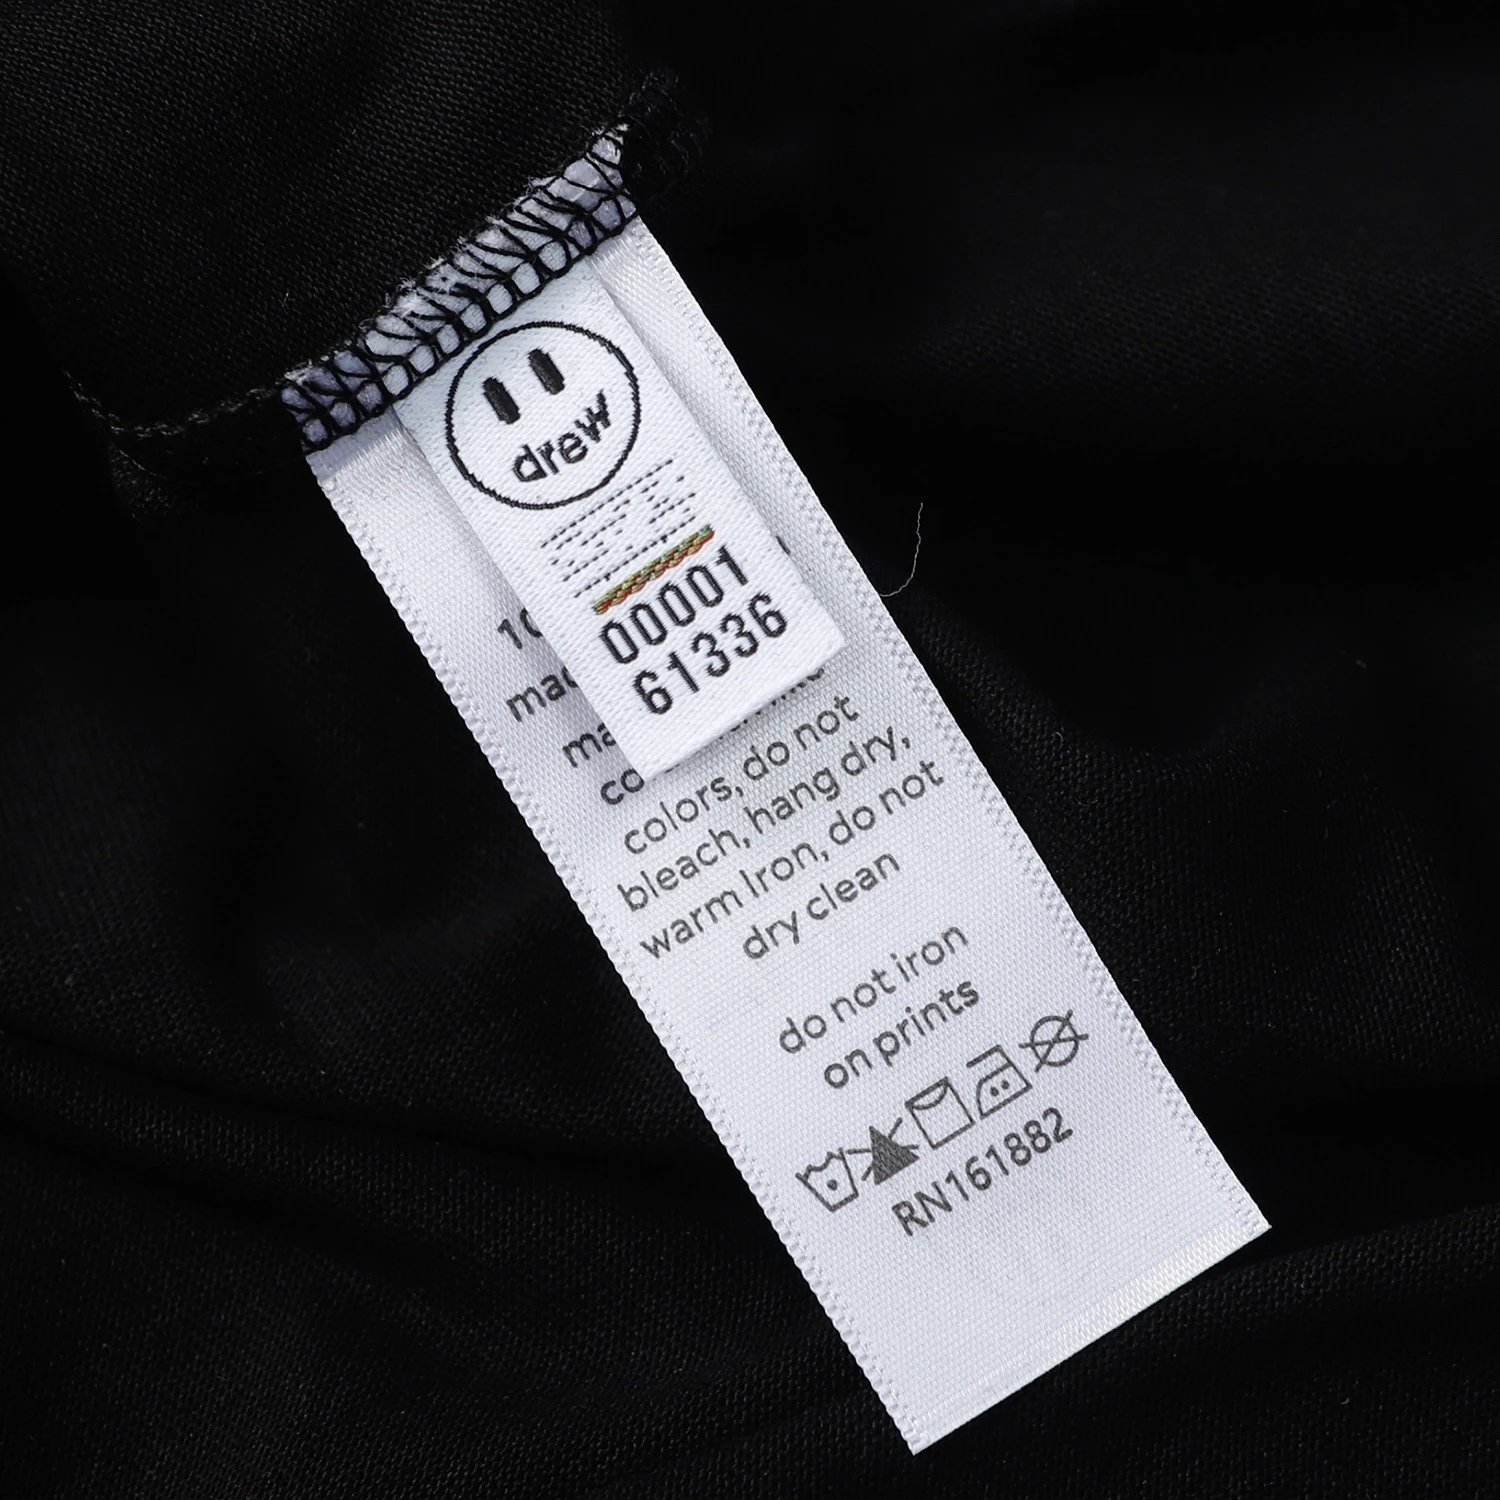 drew
00001
61336
colors, do not
bleach, hang dry,
warm Iron, do not
dry clean
do not iron
on prints
RN161882